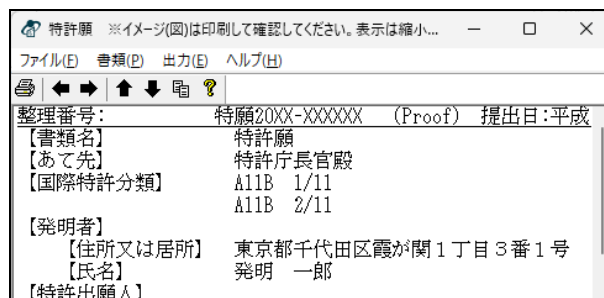 特許願　※イメージ(図)は印刷して確認してください。表示は縮小...
ファイル(F)　書類(P)　出力(E)　ヘルプ(H)
整理番号:　特願20XX-XXXXXX　(Proof)　提出日:平成
【書類名】　特許願
【あて先】　特許庁長官殿
【国際特許分類】　A11B　1/11
A11B　2/11
【発明者】
【住所又は居所】　東京都千代田区霞が関１丁目３番１号
【氏名】　発明　一郎
【特許出願人】